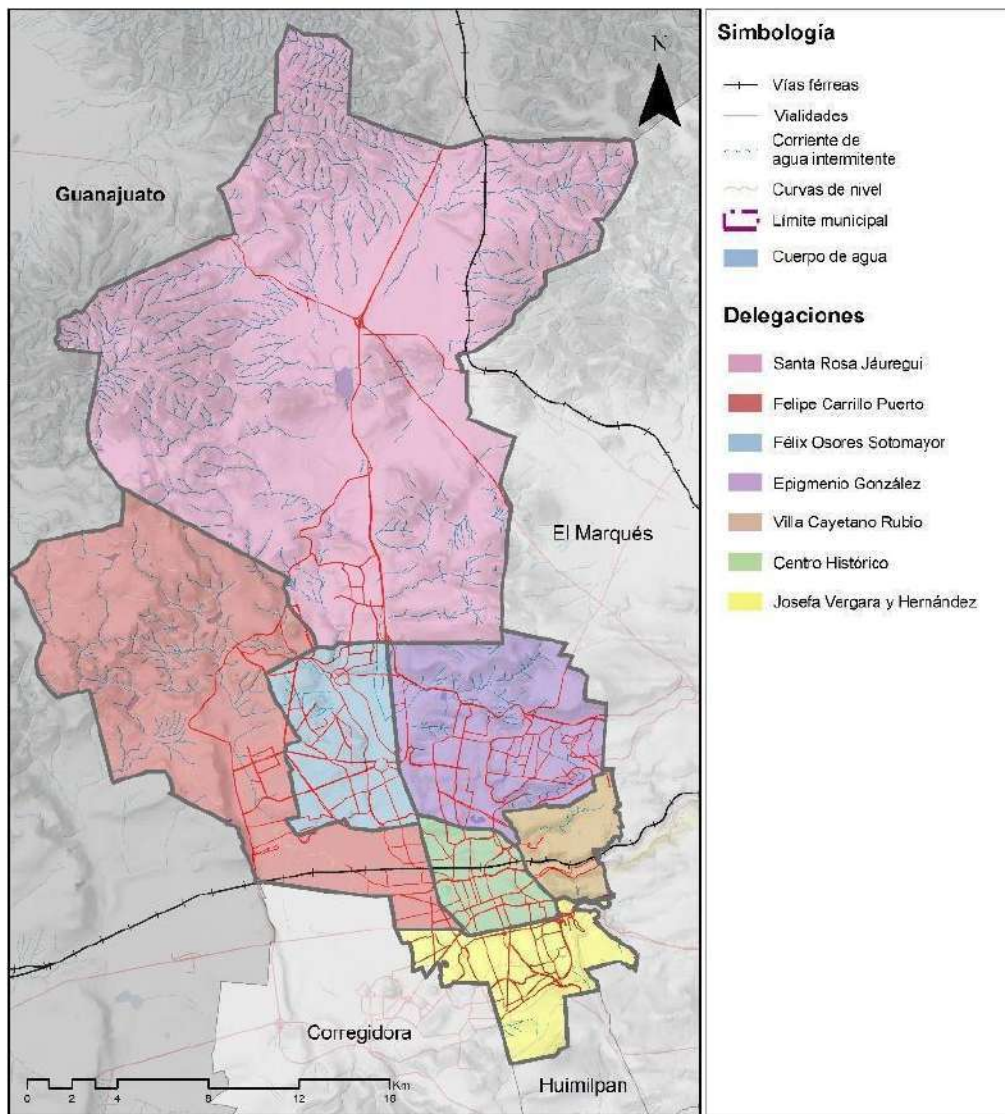 N
Guanajuato
El Marqués
Corregidora
Huimilpan
0 2 4 8 12 16 Km
Simbología
Vías férreas
Vialidades
Corriente de
agua intermitente
Curvas de nivel
Límite municipal
Cuerpo de agua
Delegaciones
Santa Rosa Jáuregui
Felipe Carrillo Puerto
Félix Osores Sotomayor
Epigmenio González
Villa Cayetano Rubio
Centro Histórico
Josefa Vergara y Hernández